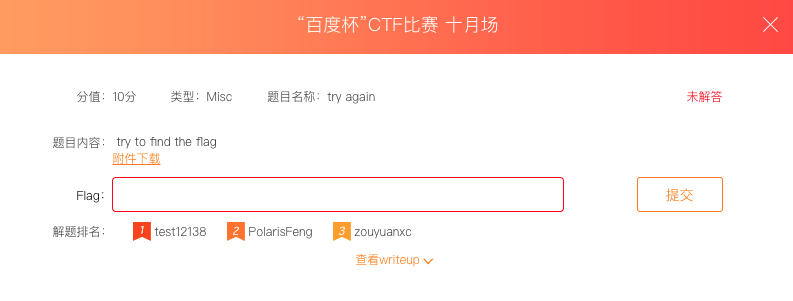 “百度杯”CTF比赛 十月场
分值：10分 类型：Misc 题目名称：try again 未解答
题目内容： try to find the flag
附件下载
Flag: 提交
解题排名： 1 test12138 2 PolarisFeng 3 zouyuanxc
查看writeup